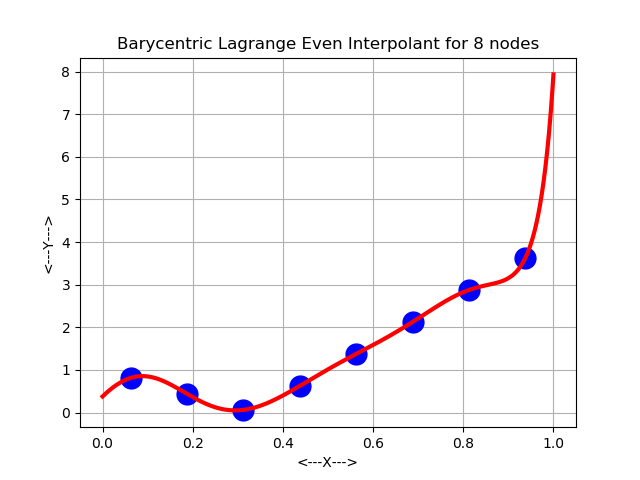 Barycentric Lagrange Even Interpolant for 8 nodes
8
7
6
5
4
3
2
1
0
<---Y--->
0.0 0.2 0.4 0.6 0.8 1.0
<---X--->